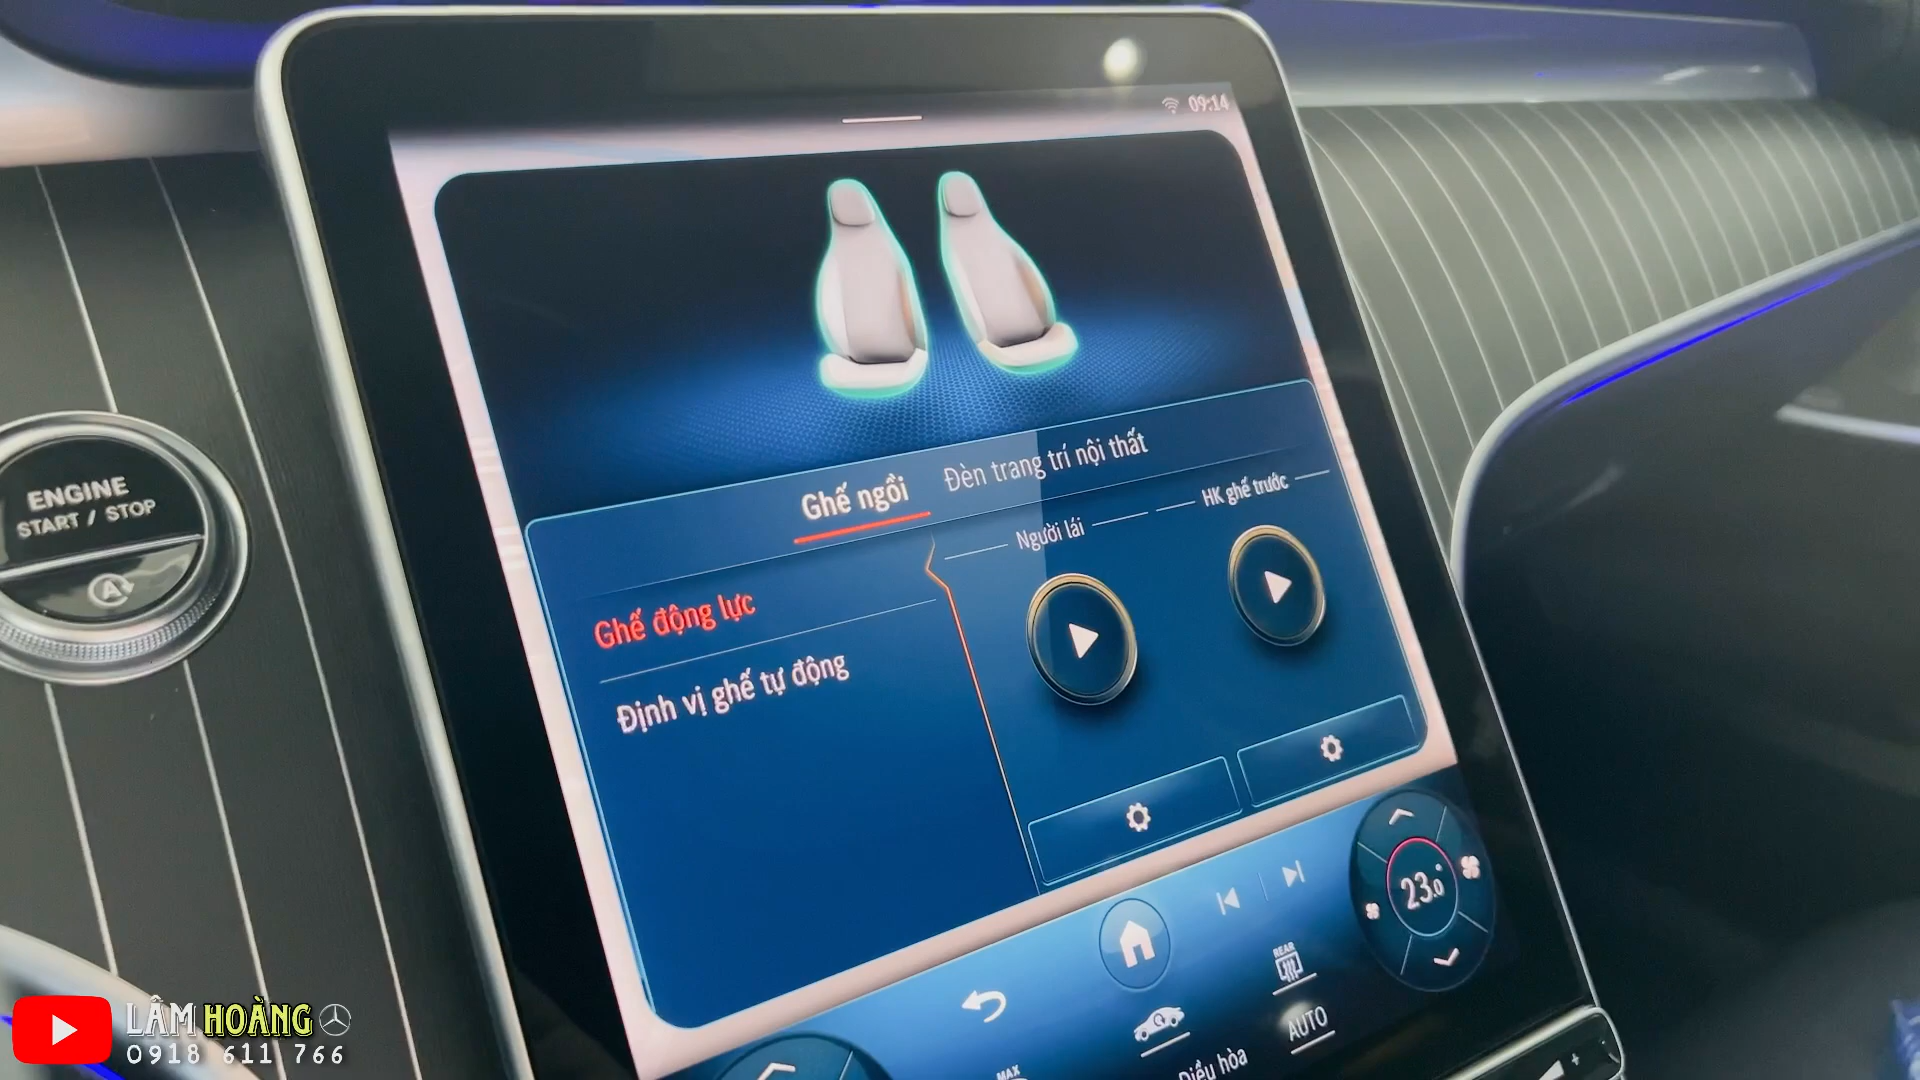 09:14
Ghế ngồi
Đèn trang trí nội thất
Người lái
HK ghế trước
Ghế động lực
Định vị ghế tự động
ENGINE
START / STOP
A
23.0°
REAR
AUTO
MAX
Điều hòa
LÂM HOÀNG
0918 611 766